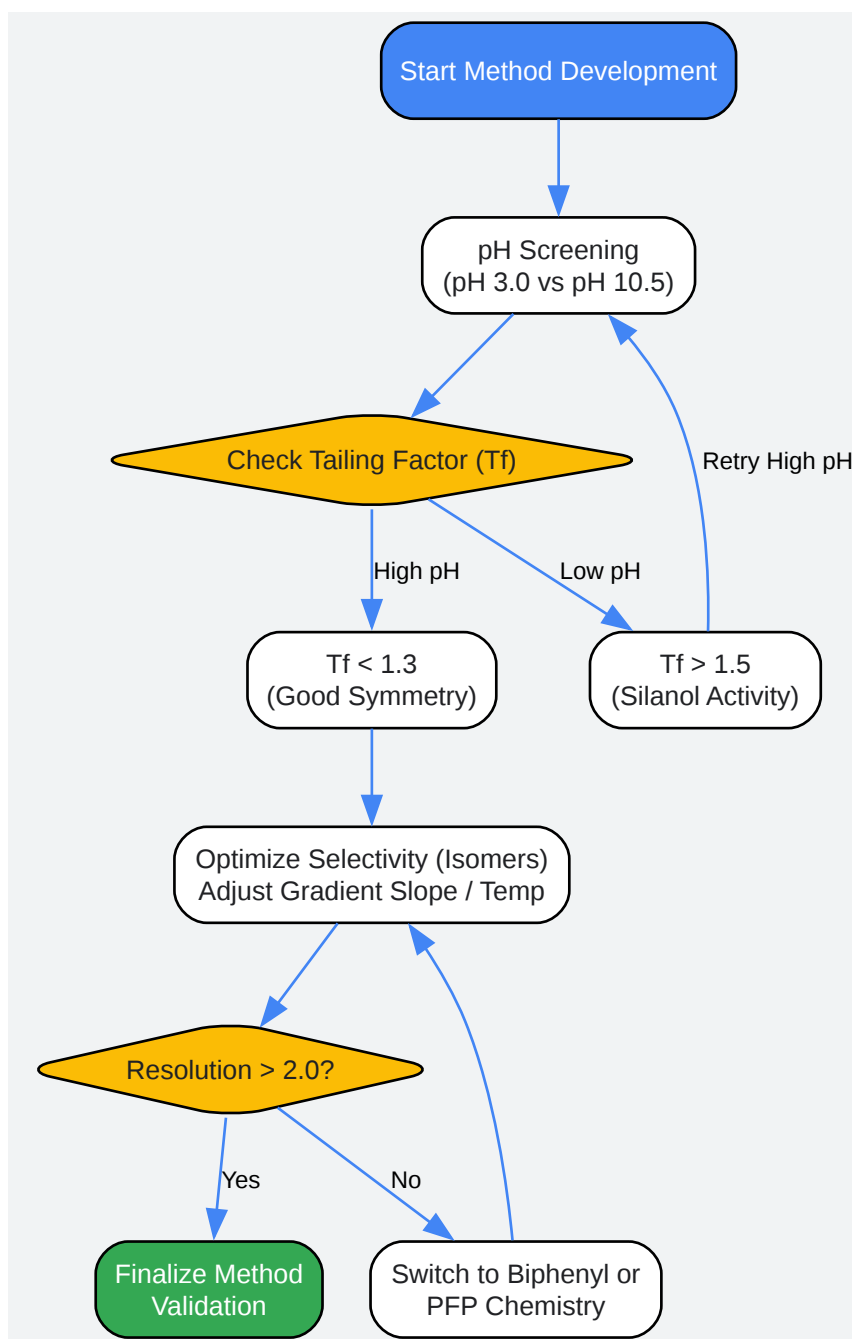 Start Method Development
pH Screening
(pH 3.0 vs pH 10.5)
Check Tailing Factor (Tf)
Retry High pH
High pH
Low pH
Tf < 1.3
(Good Symmetry)
Tf > 1.5
(Silanol Activity)
Optimize Selectivity (Isomers)
Adjust Gradient Slope / Temp
Resolution > 2.0?
Yes
No
Finalize Method
Validation
Switch to Biphenyl or
PFP Chemistry